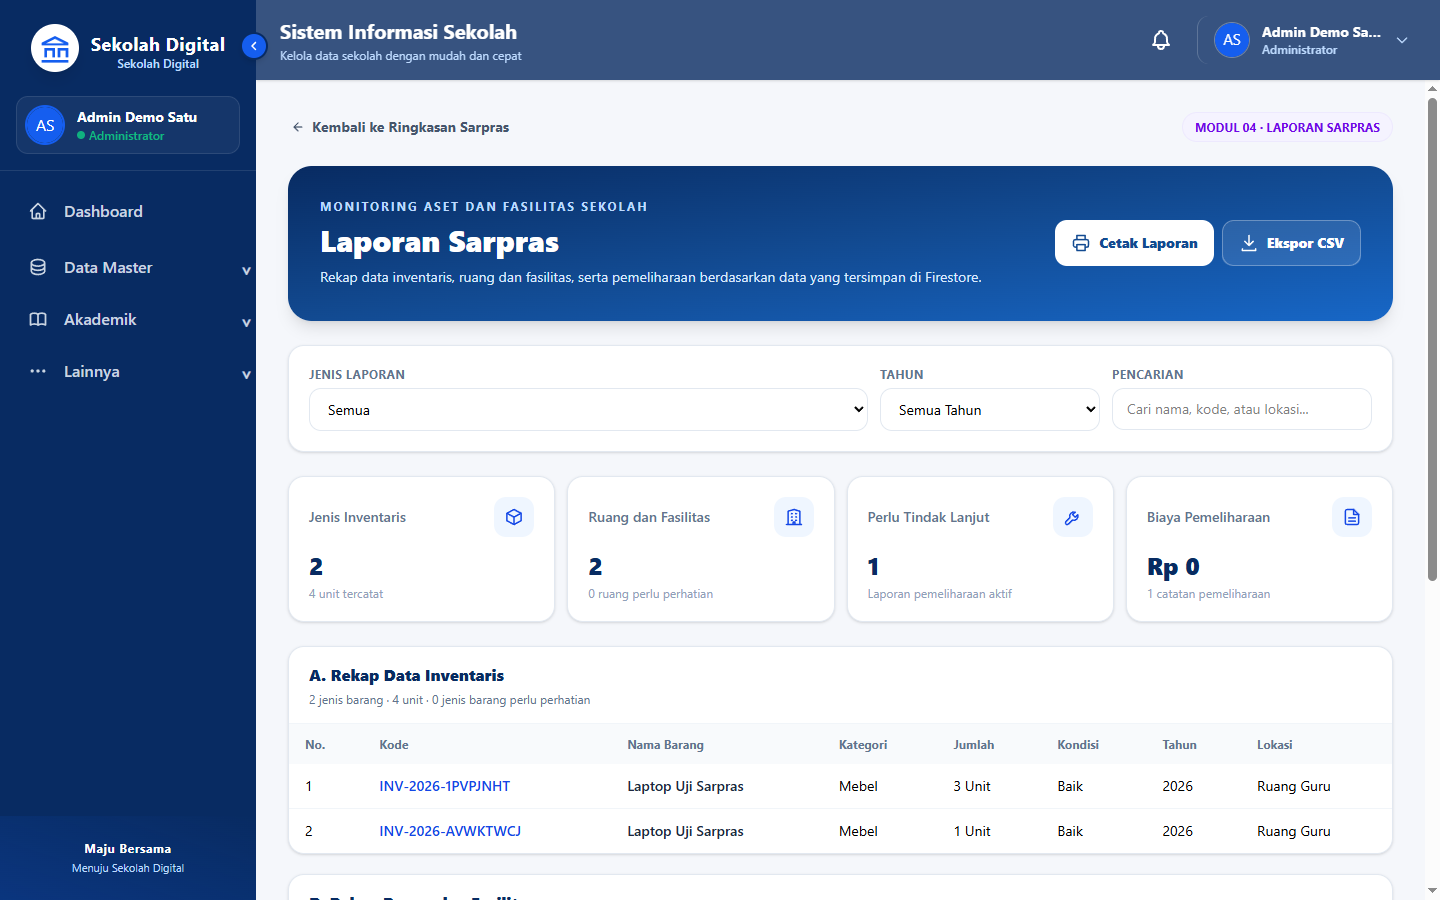 Sekolah Digital
Sekolah Digital
AS
Admin Demo Satu
Administrator
Dashboard
Data Master
Akademik
Lainnya
Maju Bersama
Menuju Sekolah Digital
Sistem Informasi Sekolah
Kelola data sekolah dengan mudah dan cepat
AS
Admin Demo Sa...
Administrator
Kembali ke Ringkasan Sarpras
MODUL 04 · LAPORAN SARPRAS
MONITORING ASET DAN FASILITAS SEKOLAH
Laporan Sarpras
Rekap data inventaris, ruang dan fasilitas, serta pemeliharaan berdasarkan data yang tersimpan di Firestore.
Cetak Laporan
Ekspor CSV
JENIS LAPORAN
Semua
TAHUN
Semua Tahun
PENCARIAN
Cari nama, kode, atau lokasi...
Jenis Inventaris
2
4 unit tercatat
Ruang dan Fasilitas
2
0 ruang perlu perhatian
Perlu Tindak Lanjut
1
Laporan pemeliharaan aktif
Biaya Pemeliharaan
Rp 0
1 catatan pemeliharaan
A. Rekap Data Inventaris
2 jenis barang · 4 unit · 0 jenis barang perlu perhatian
No. Kode Nama Barang Kategori Jumlah Kondisi Tahun Lokasi
1 INV-2026-1PVPJNHT Laptop Uji Sarpras Mebel 3 Unit Baik 2026 Ruang Guru
2 INV-2026-AVWKTWCJ Laptop Uji Sarpras Mebel 1 Unit Baik 2026 Ruang Guru